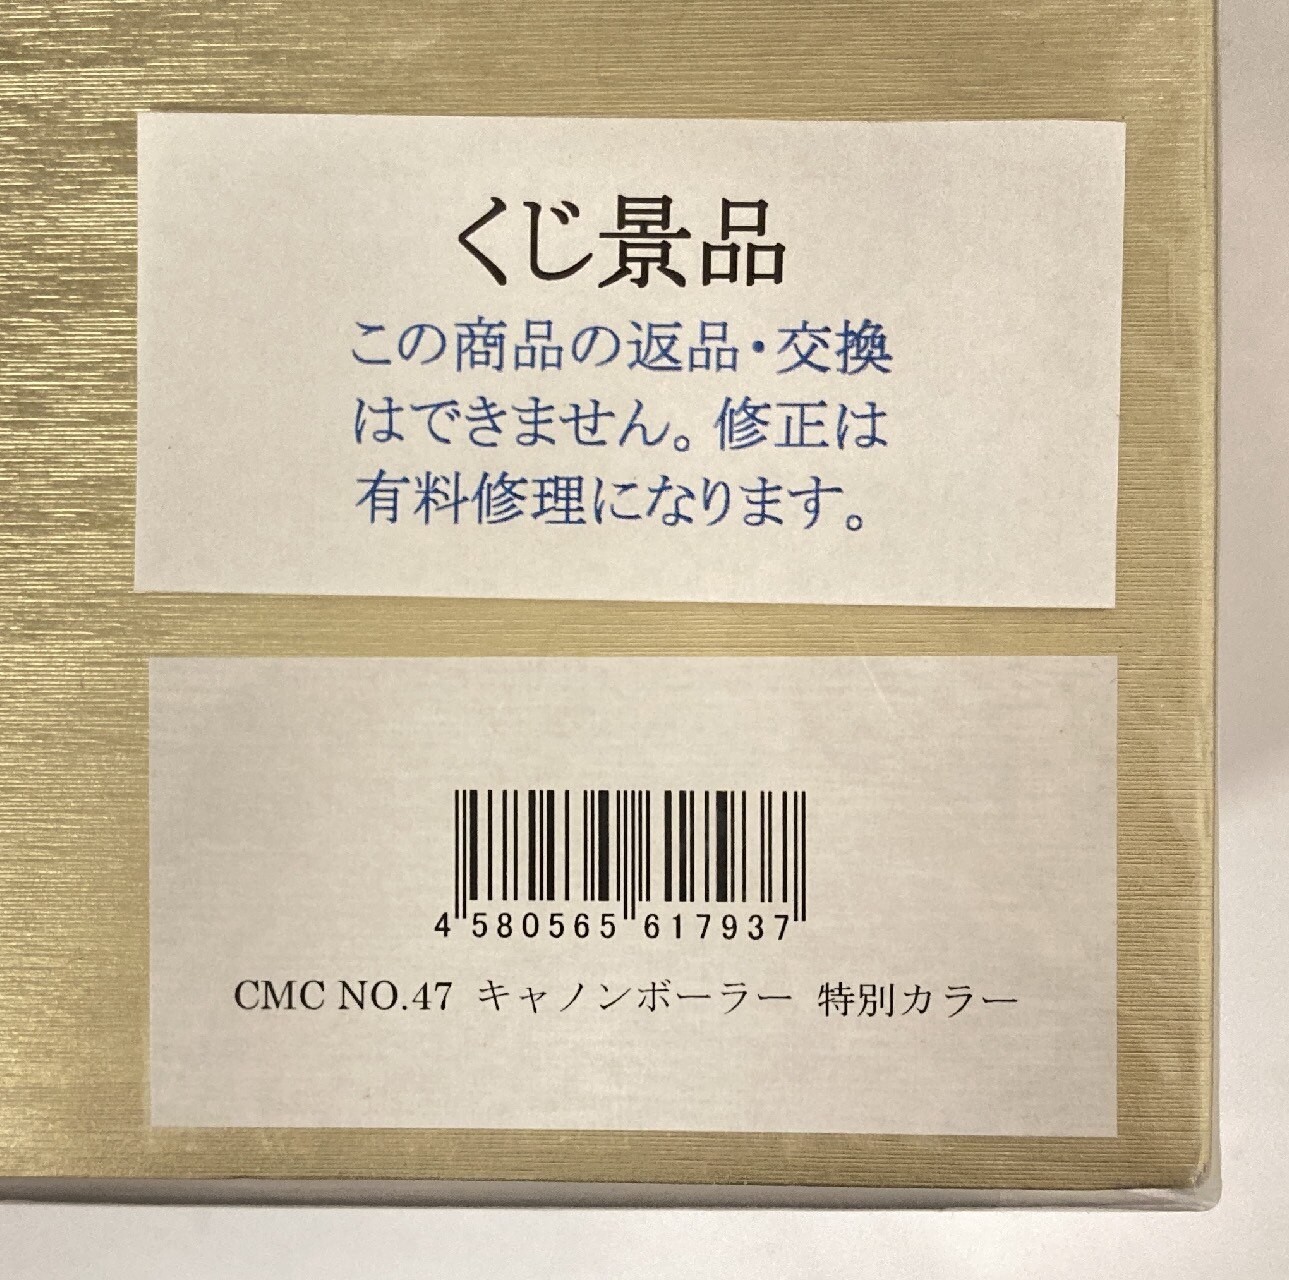 くじ景品
この商品の返品・交換
はできません。修正は
有料修理になります。
4 580565 617937
CMC NO.47 キャノンボーラー 特別カラー